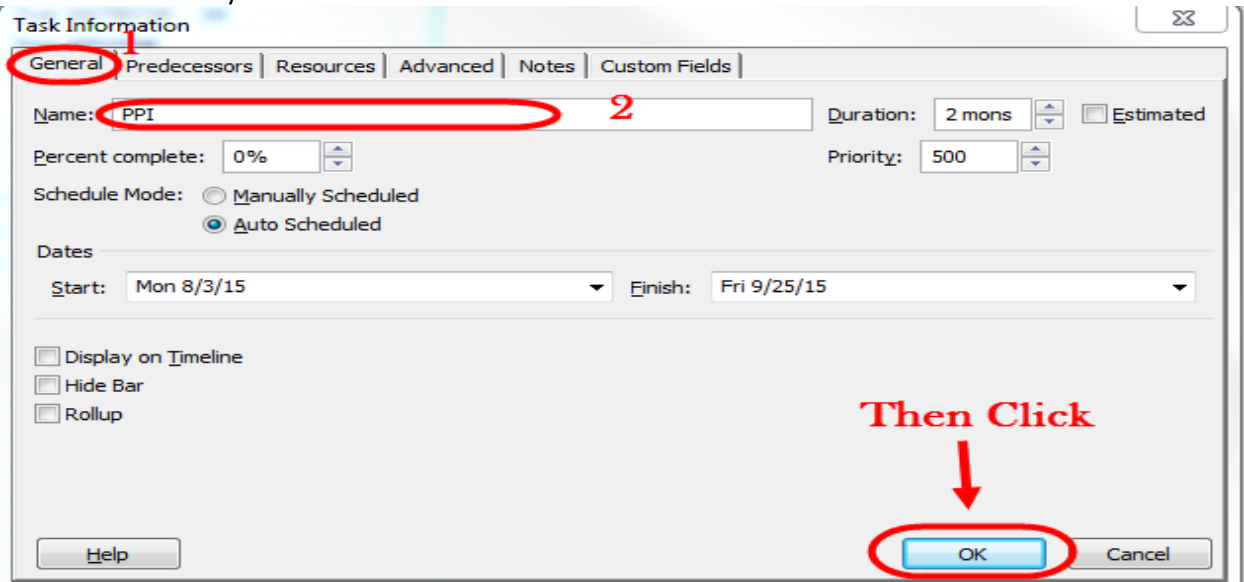 Task Information
1
General Predecessors Resources Advanced Notes Custom Fields
Name: PPI 2 Duration: 2 mons Estimated
Percent complete: 0% Priority: 500
Schedule Mode: Manually Scheduled
Auto Scheduled
Dates
Start: Mon 8/3/15 Finish: Fri 9/25/15
Display on Timeline
Hide Bar
Rollup
Then Click
Help OK Cancel